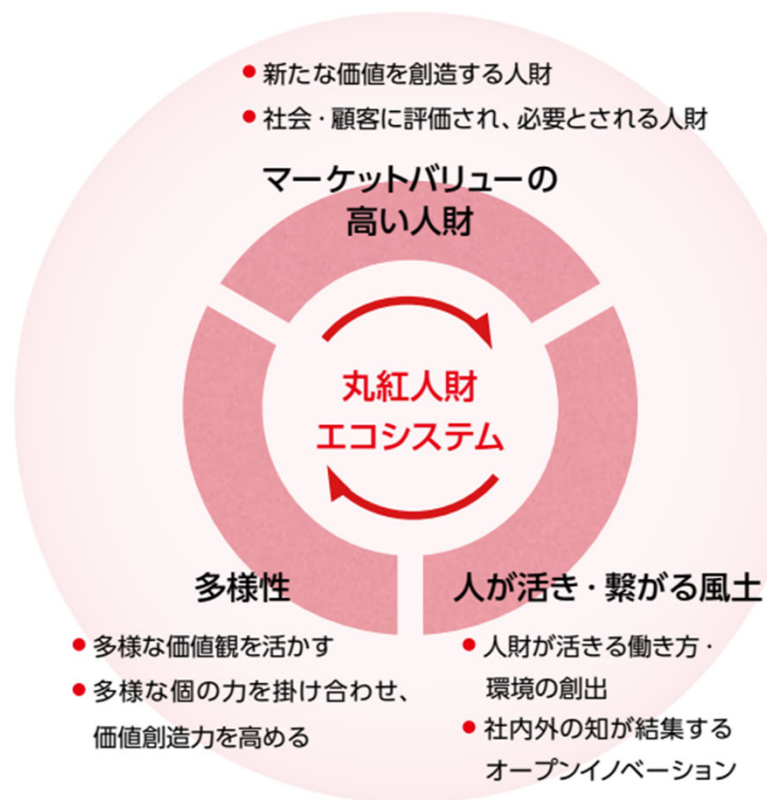 ●新たな価値を創造する人財
●社会・顧客に評価され、必要とされる人財
マーケットバリューの
高い人財
丸紅人財
エコシステム
多様性
●多様な価値観を活かす
●多様な個の力を掛け合わせ、
価値創造力を高める
人が活き・繋がる風土
●人財が活きる働き方・
環境の創出
●社内外の知が結集する
オープンイノベーション